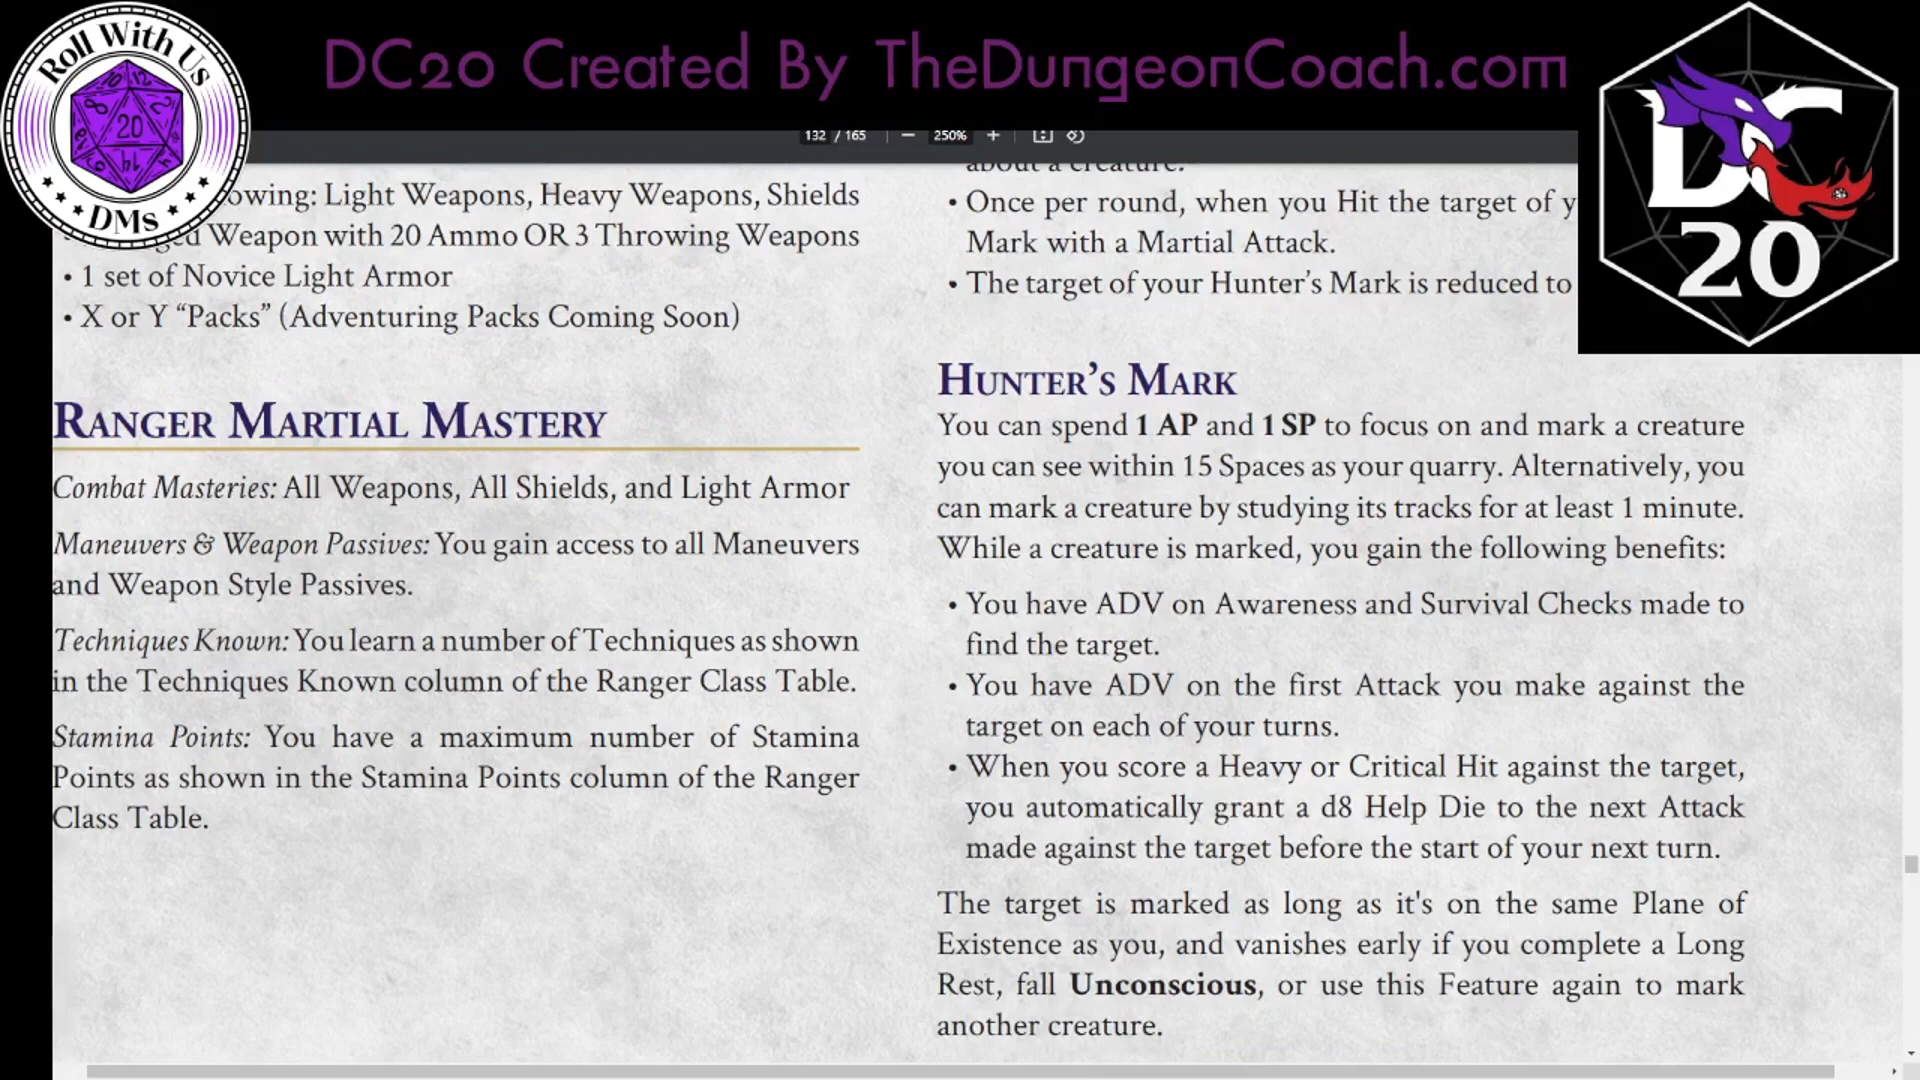 Roll With Us
DMs
DC20 Created By TheDungeonCoach.com
DC
20
132 / 165
250%
owing: Light Weapons, Heavy Weapons, Shields
Weapon with 20 Ammo OR 3 Throwing Weapons
• 1 set of Novice Light Armor
• X or Y “Packs” (Adventuring Packs Coming Soon)
RANGER MARTIAL MASTERY
Combat Masteries: All Weapons, All Shields, and Light Armor
Maneuvers & Weapon Passives: You gain access to all Maneuvers
and Weapon Style Passives.
Techniques Known: You learn a number of Techniques as shown
in the Techniques Known column of the Ranger Class Table.
Stamina Points: You have a maximum number of Stamina
Points as shown in the Stamina Points column of the Ranger
Class Table.
about a creature.
• Once per round, when you Hit the target of y
Mark with a Martial Attack.
• The target of your Hunter’s Mark is reduced to
HUNTER’S MARK
You can spend 1 AP and 1 SP to focus on and mark a creature
you can see within 15 Spaces as your quarry. Alternatively, you
can mark a creature by studying its tracks for at least 1 minute.
While a creature is marked, you gain the following benefits:
• You have ADV on Awareness and Survival Checks made to
find the target.
• You have ADV on the first Attack you make against the
target on each of your turns.
• When you score a Heavy or Critical Hit against the target,
you automatically grant a d8 Help Die to the next Attack
made against the target before the start of your next turn.
The target is marked as long as it's on the same Plane of
Existence as you, and vanishes early if you complete a Long
Rest, fall Unconscious, or use this Feature again to mark
another creature.